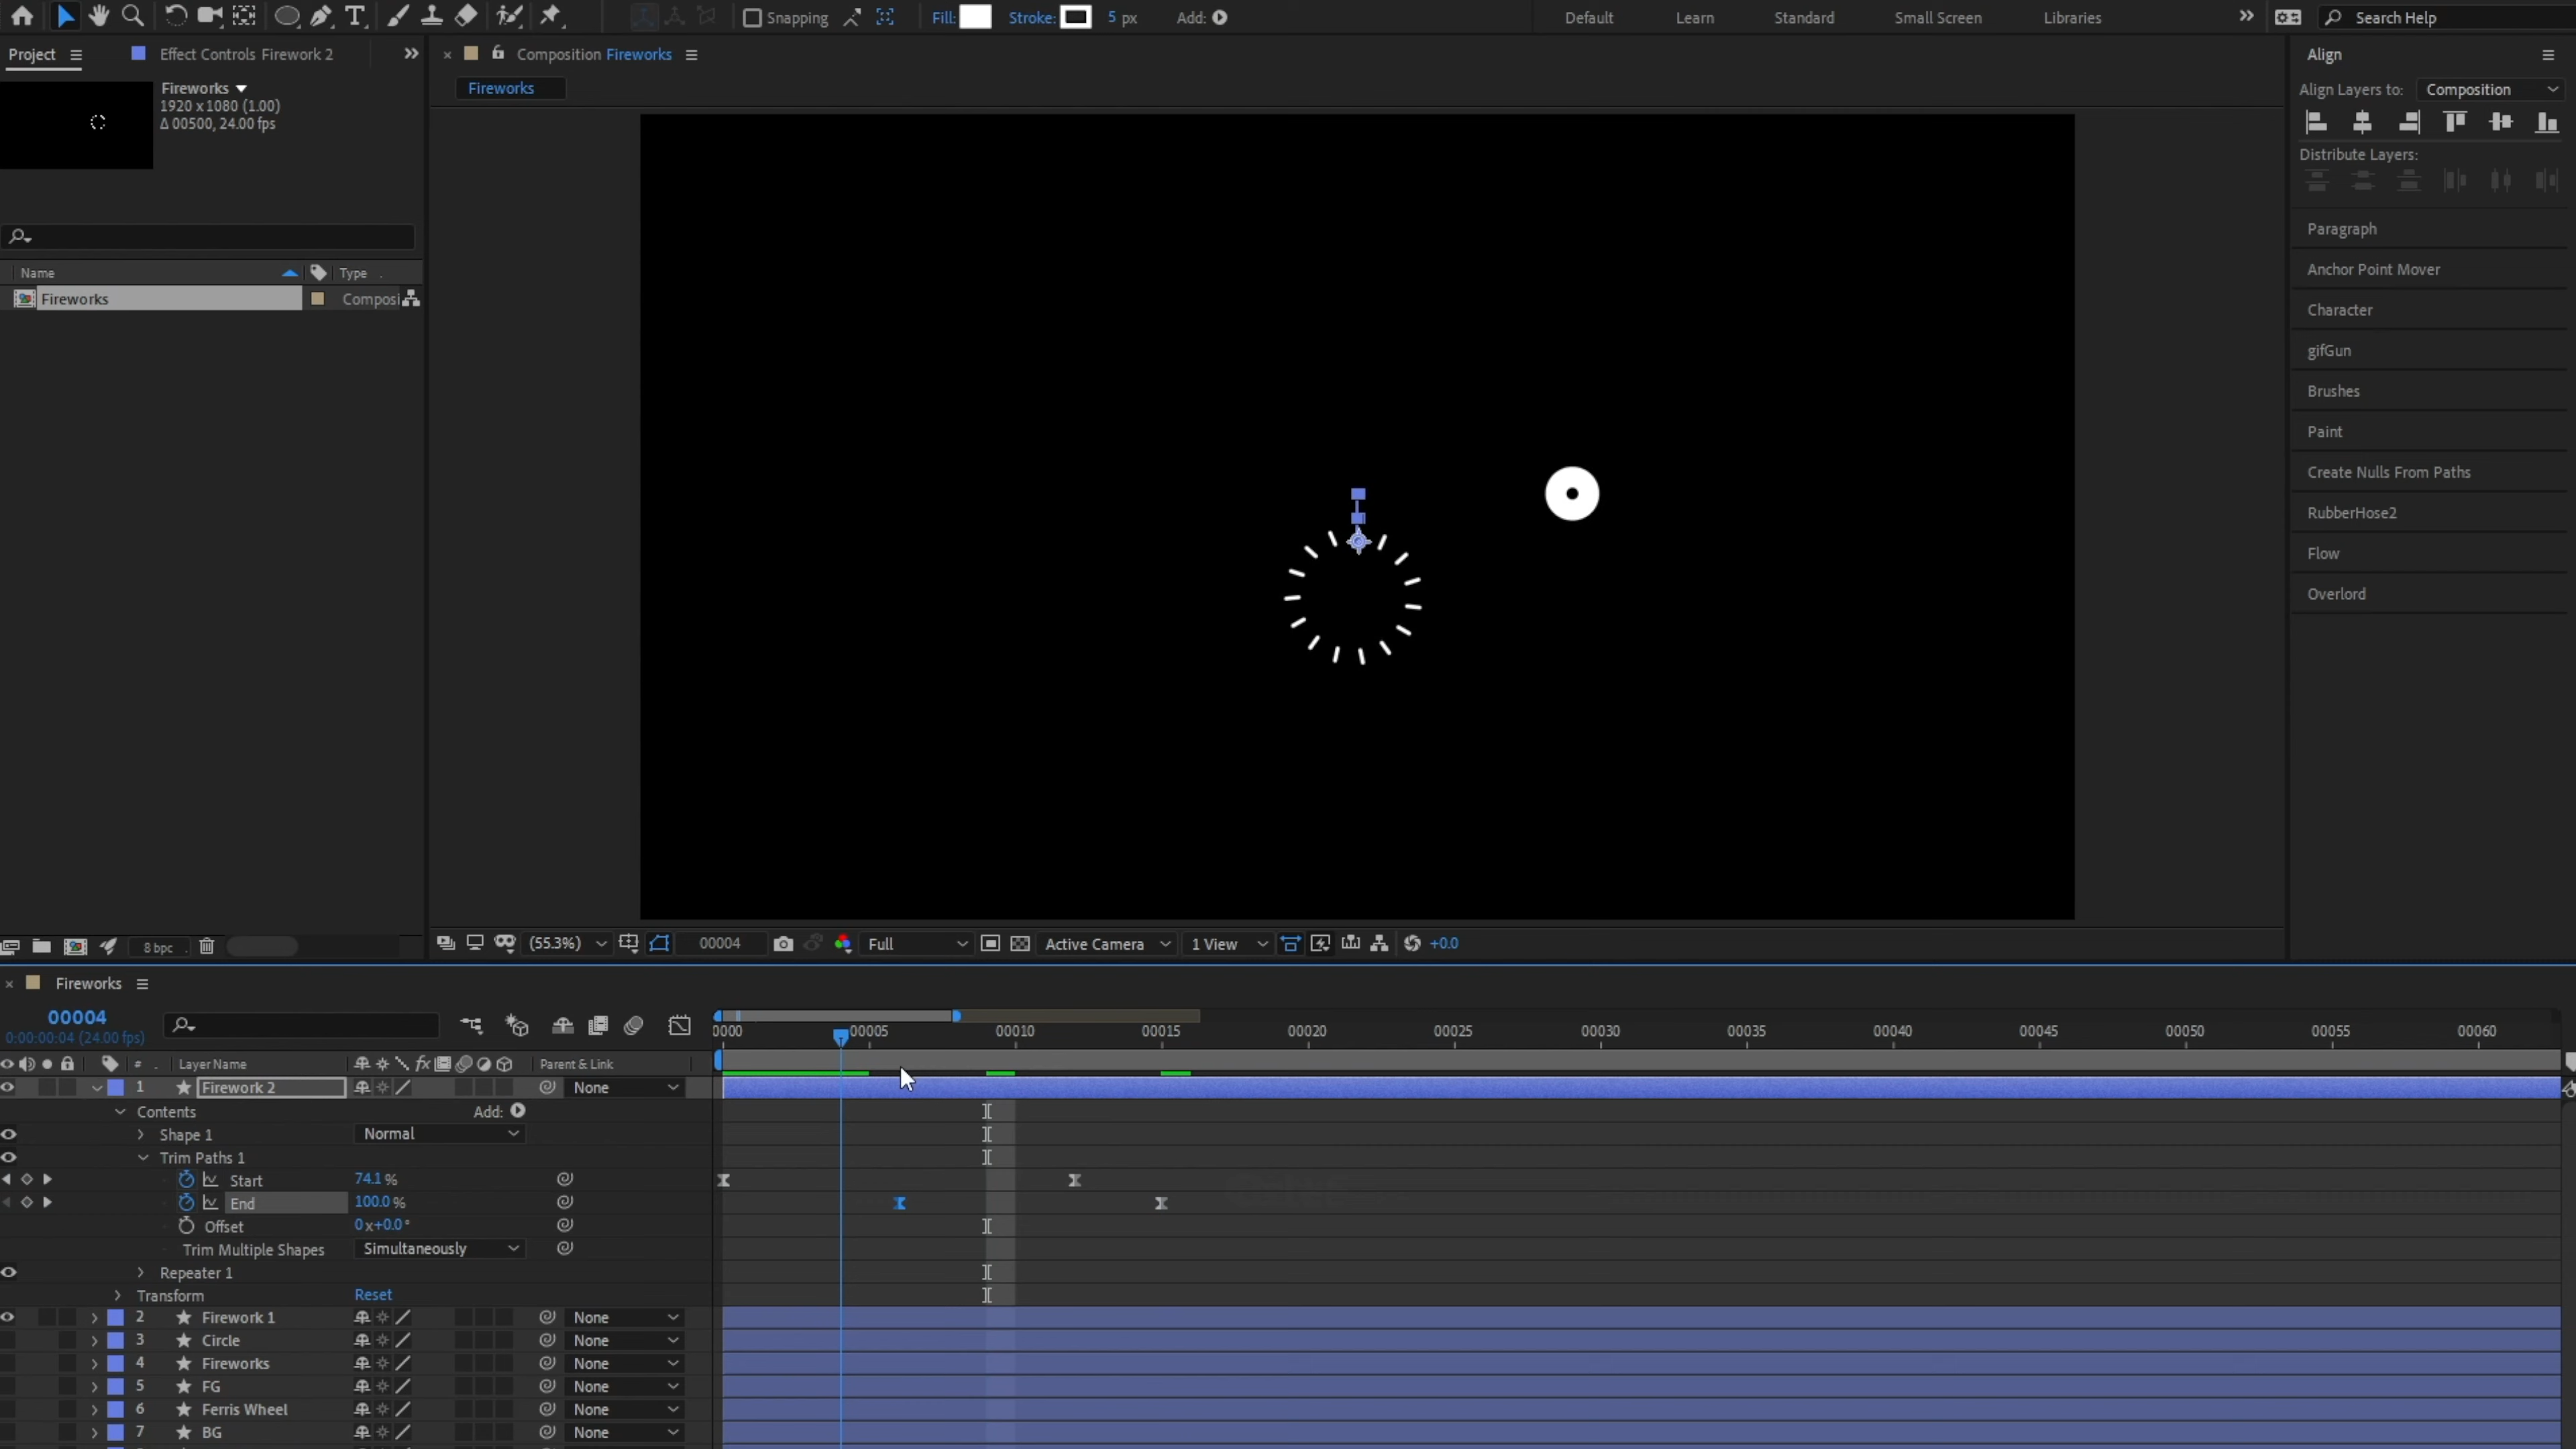 Snapping Fill: Stroke: 5 px Add: Default Learn Standard Small Screen Libraries Search Help
Project Effect Controls Firework 2 Composition Fireworks Align
Fireworks
1920 x 1080 (1.00)
Δ 00500, 24.00 fps
Fireworks
Align Layers to: Composition
Distribute Layers:
Paragraph
Anchor Point Mover
Character
gifGun
Brushes
Paint
Create Nulls From Paths
RubberHose2
Flow
Overlord
Name Type
Fireworks Composi
8 bpc (55.3%) 00004 Full Active Camera 1 View +0.0
Fireworks
00004
0:00:00:04 (24.00 fps)
0000 00005 00010 00015 00020 00025 00030 00035 00040 00045 00050 00055 00060
# Layer Name fx Parent & Link
1 Firework 2 None
Contents Add:
Shape 1 Normal
Trim Paths 1
Start 74.1 %
End 100.0 %
Offset 0 x+0.0 °
Trim Multiple Shapes Simultaneously
Repeater 1
Transform Reset
2 Firework 1 None
3 Circle None
4 Fireworks None
5 FG None
6 Ferris Wheel None
7 BG None